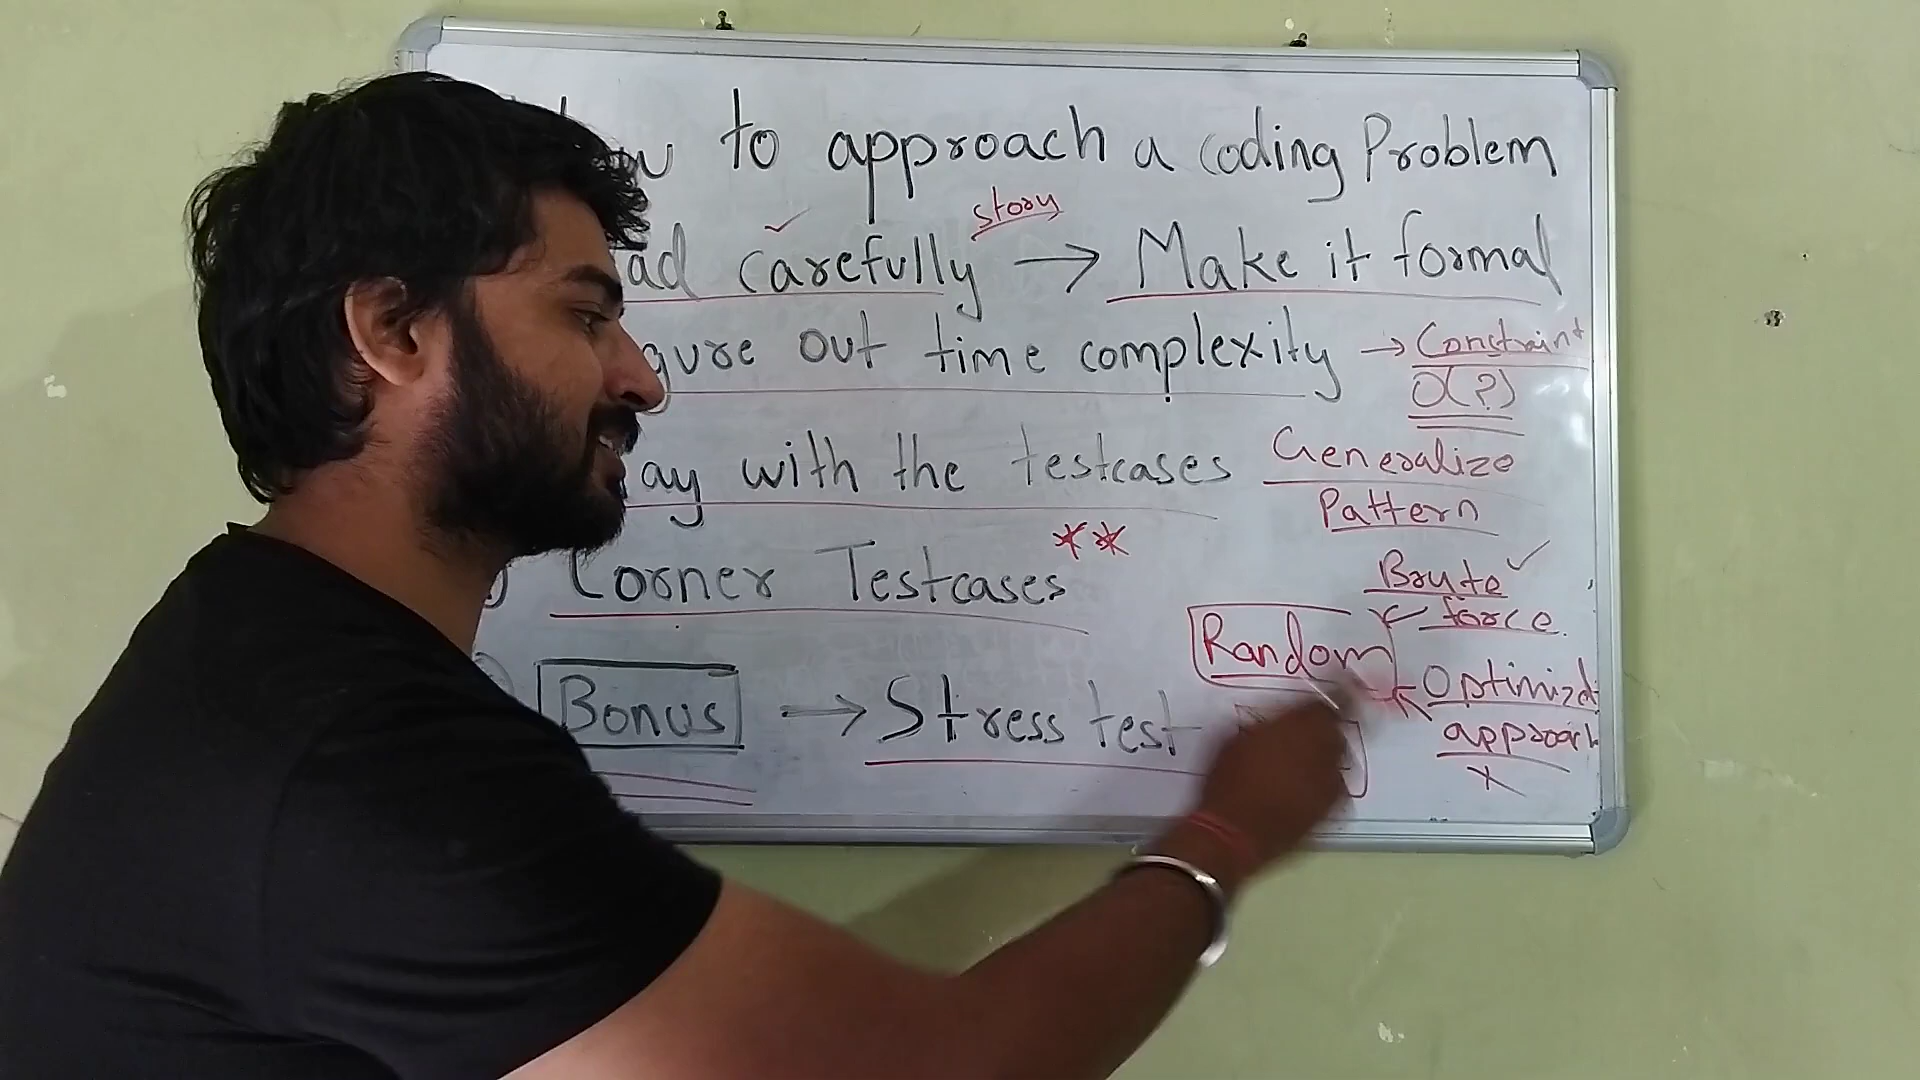 to approach a coding Problem
story
carefully → Make it formal
out time complexity → Constraint
O(?)
with the testcases Generalize
Pattern
**
Corner Testcases
Brute ✓
force
Random
Optimized
approach
Bonus → Stress test
x